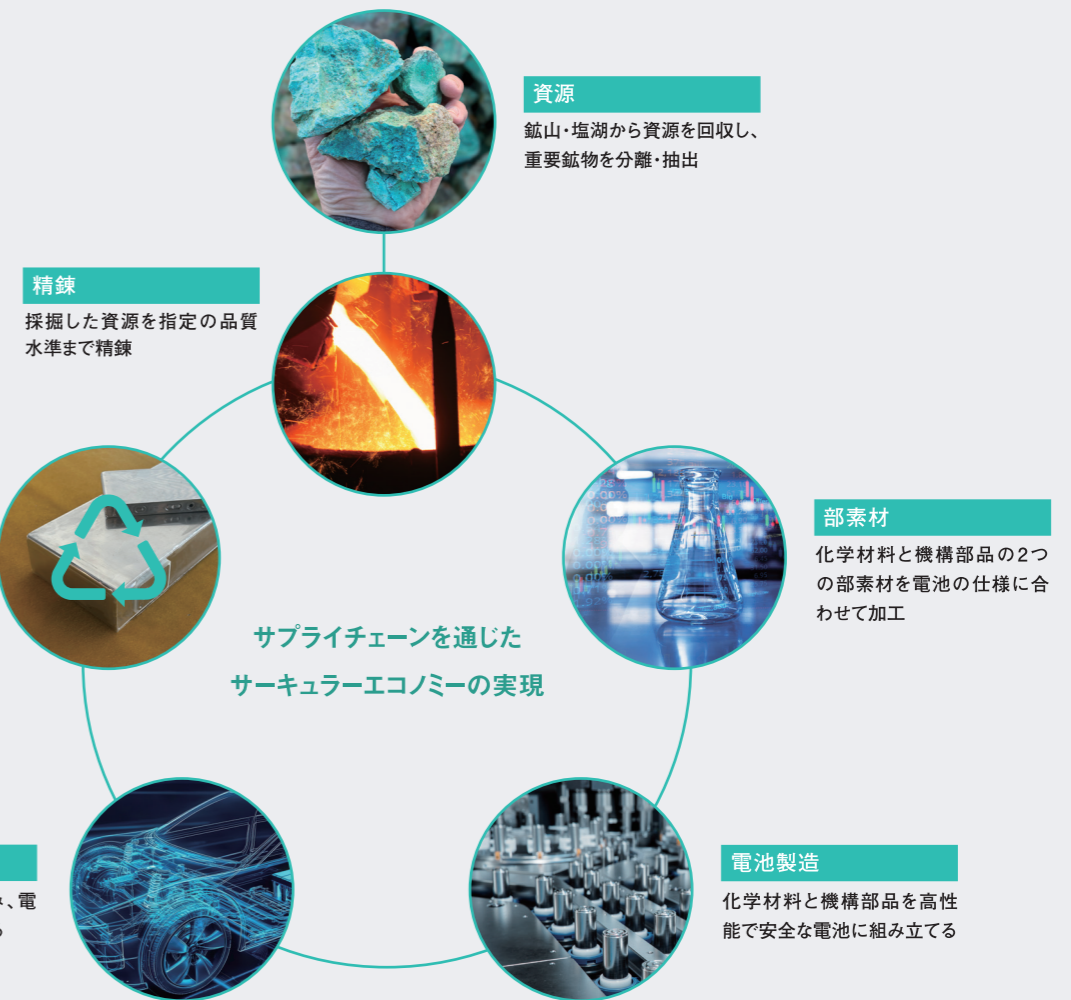 資源
鉱山・塩湖から資源を回収し、
重要鉱物を分離・抽出
精錬
採掘した資源を指定の品質
水準まで精錬
部素材
化学材料と機構部品の2つ
の部素材を電池の仕様に合
わせて加工
サプライチェーンを通じた
サーキュラーエコノミーの実現
電池製造
化学材料と機構部品を高性
能で安全な電池に組み立てる
、電